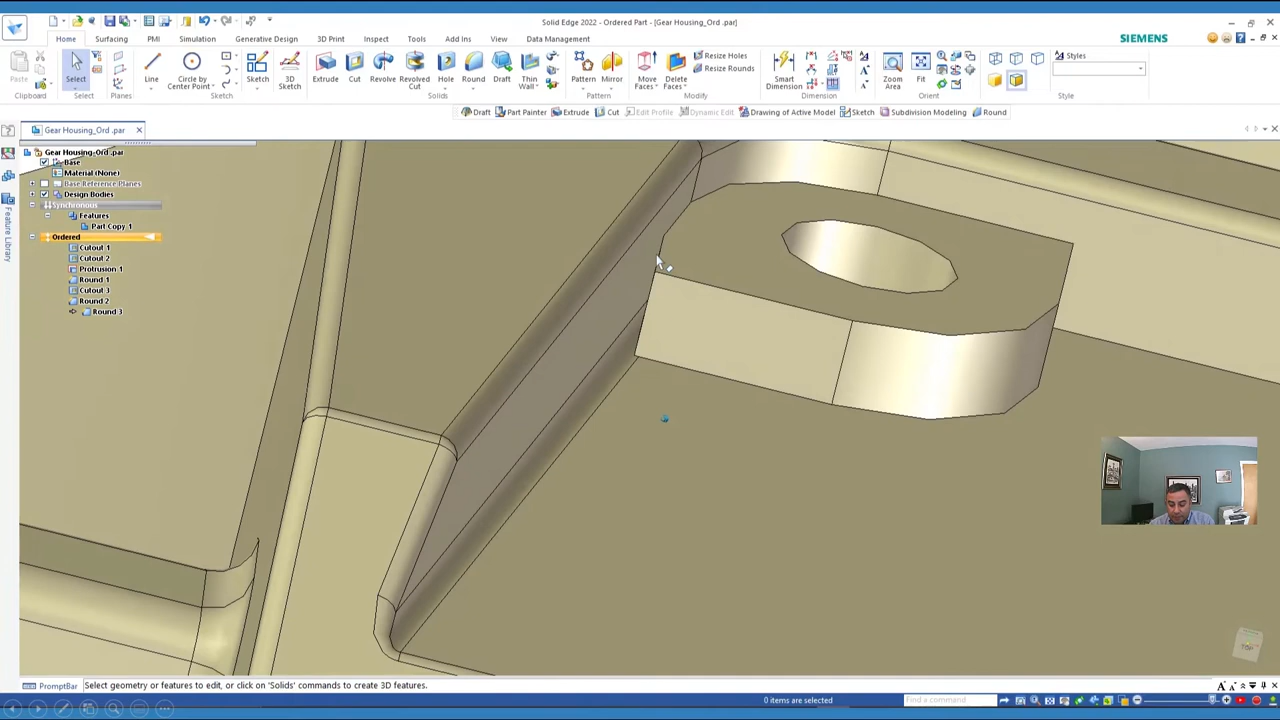 Solid Edge 2022 - Ordered Part - [Gear Housing_Ord .par]
Home Surfacing PMI Simulation Generative Design 3D Print Inspect Tools Add Ins View Data Management
SIEMENS
Paste
Select
Line
Circle by Center Point
Sketch
3D Sketch
Extrude
Cut
Revolve
Revolved Cut
Hole
Round
Draft
Thin Wall
Pattern
Mirror
Move Faces
Delete Faces
Resize Holes
Resize Rounds
Smart Dimension
Zoom Area
Fit
Styles
Clipboard Select Planes Sketch Solids Pattern Modify Dimension Orient Style
Draft Part Painter Extrude Cut Edit Profile Dynamic Edit Drawing of Active Model Sketch Subdivision Modeling Round
Gear Housing_Ord .par
Feature Library
Gear Housing_Ord .par
Base
Material (None)
Base Reference Planes
Design Bodies
Synchronous
Features
Part Copy 1
Ordered
Cutout 1
Cutout 2
Protrusion 1
Round 1
Cutout 3
Round 2
Round 3
TOP
PromptBar Select geometry or features to edit, or click on 'Solids' commands to create 3D features.
0 items are selected
Find a command